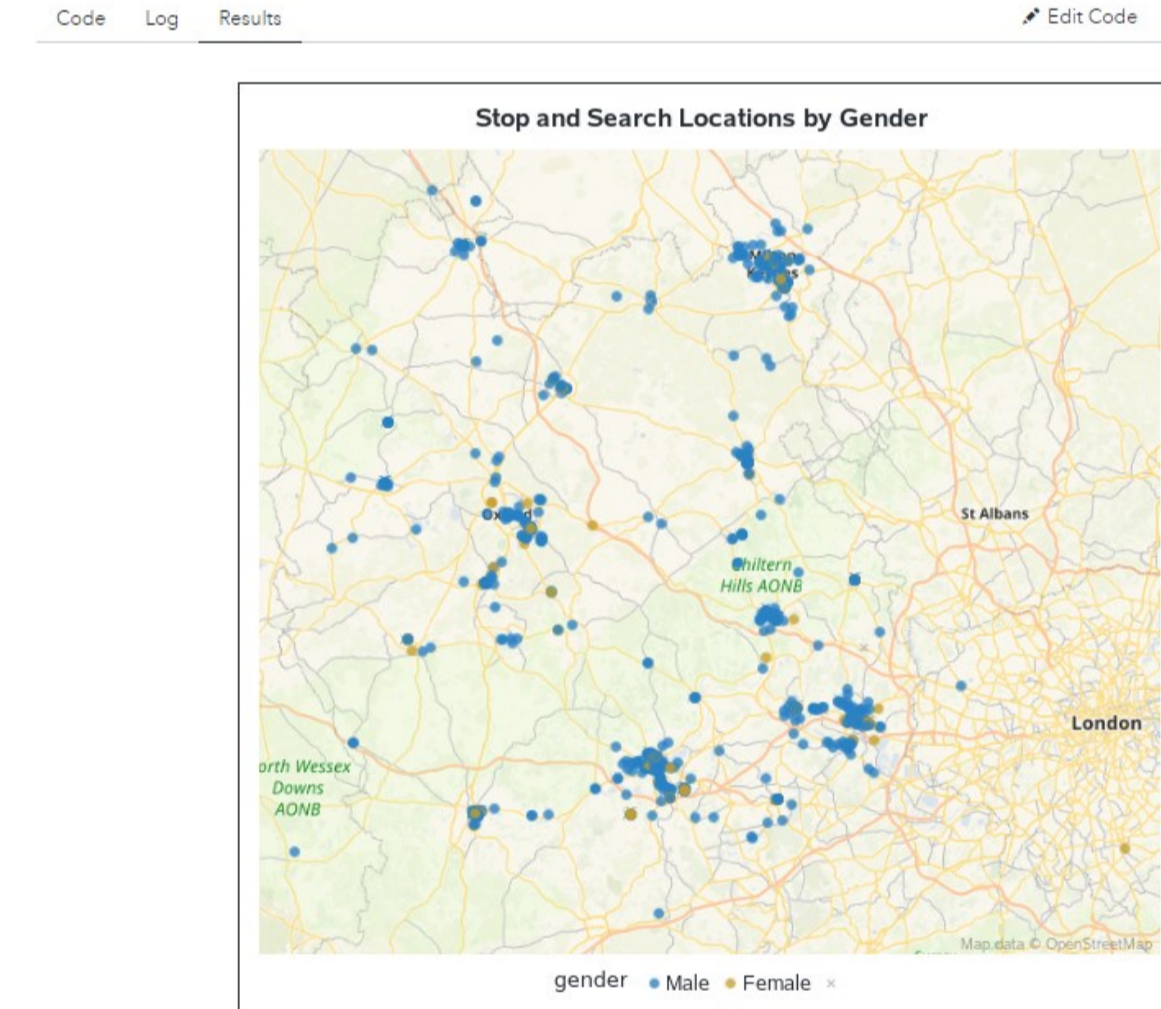 Code Log Results Edit Code
Stop and Search Locations by Gender
Oxford
St Albans
Chiltern
Hills AONB
London
orth Wessex
Downs
AONB
Map data © OpenStreetMap
gender Male Female ×